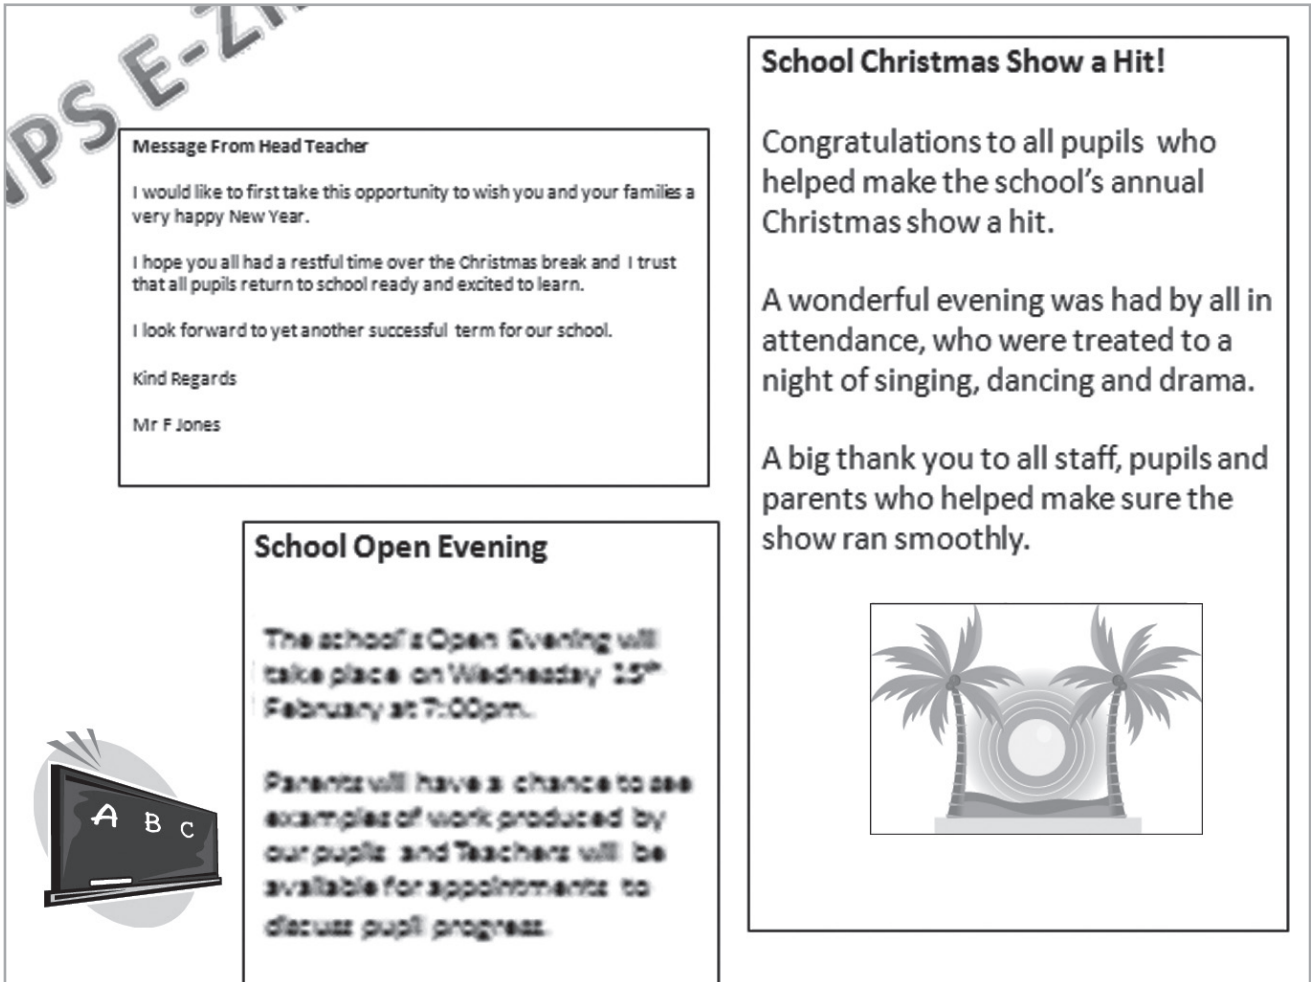 NPS E-Zi
Message From Head Teacher
I would like to first take this opportunity to wish you and your families a
very happy New Year.
I hope you all had a restful time over the Christmas break and I trust
that all pupils return to school ready and excited to learn.
I look forward to yet another successful term for our school.
Kind Regards
Mr F Jones
School Open Evening
The school's Open Evening will
take place on Wednesday 15th
February at 7:00pm.
Parents will have a chance to see
examples of work produced by
our pupils and Teachers will be
available for appointments to
discuss pupil progress.
A B C
School Christmas Show a Hit!
Congratulations to all pupils who
helped make the school's annual
Christmas show a hit.
A wonderful evening was had by all in
attendance, who were treated to a
night of singing, dancing and drama.
A big thank you to all staff, pupils and
parents who helped make sure the
show ran smoothly.